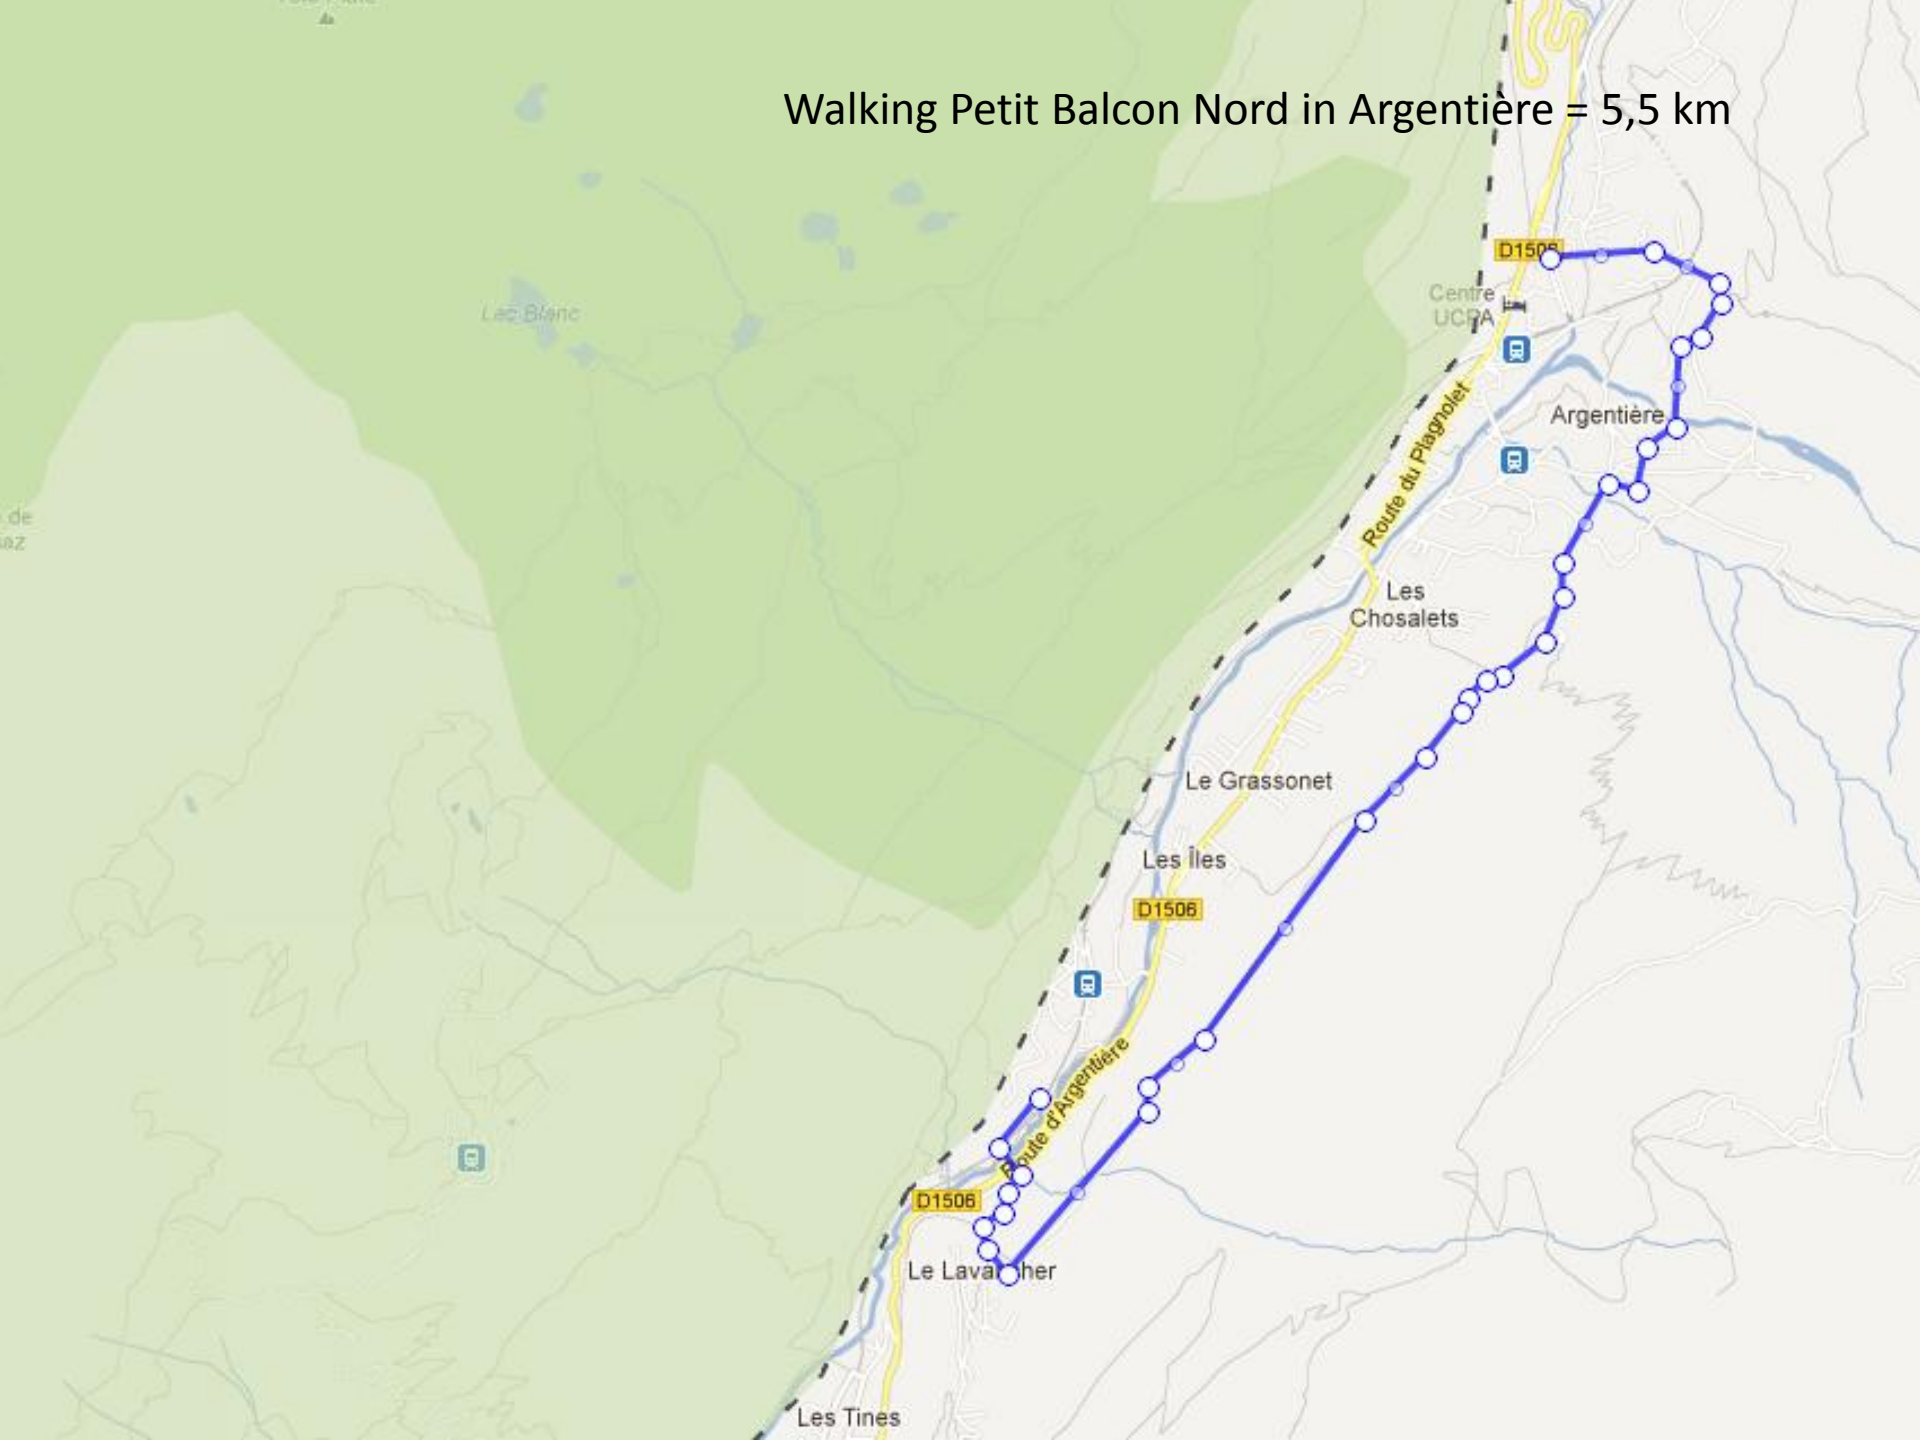 Walking Petit Balcon Nord in Argentière = 5,5 km
Centre
UCPA
Lac Blanc
Argentière
Route du Plagnolet
de
Les
Chosalets
Le Grassonet
Les Îles
D1506
Route d'Argentière
D1506
Les Tines